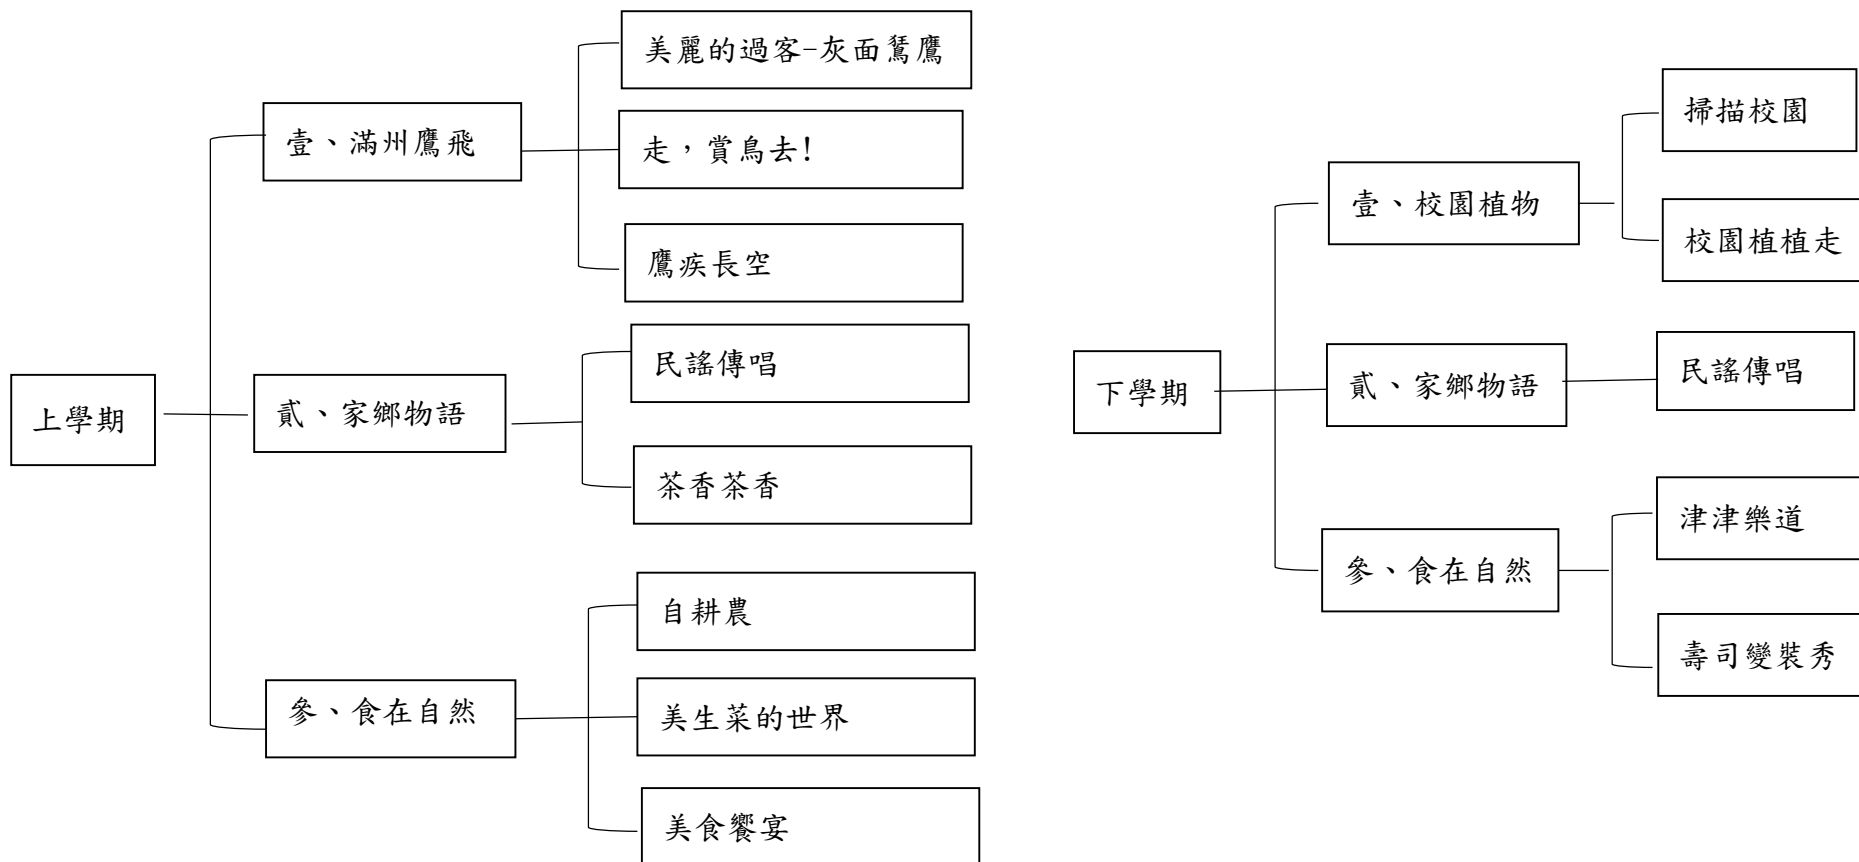 上學期
壹、滿州鷹飛
美麗的過客-灰面鵟鷹
走，賞鳥去!
鷹疾長空
貳、家鄉物語
民謠傳唱
茶香茶香
參、食在自然
自耕農
美生菜的世界
美食饗宴
下學期
壹、校園植物
掃描校園
校園植植走
貳、家鄉物語
民謠傳唱
參、食在自然
津津樂道
壽司變裝秀